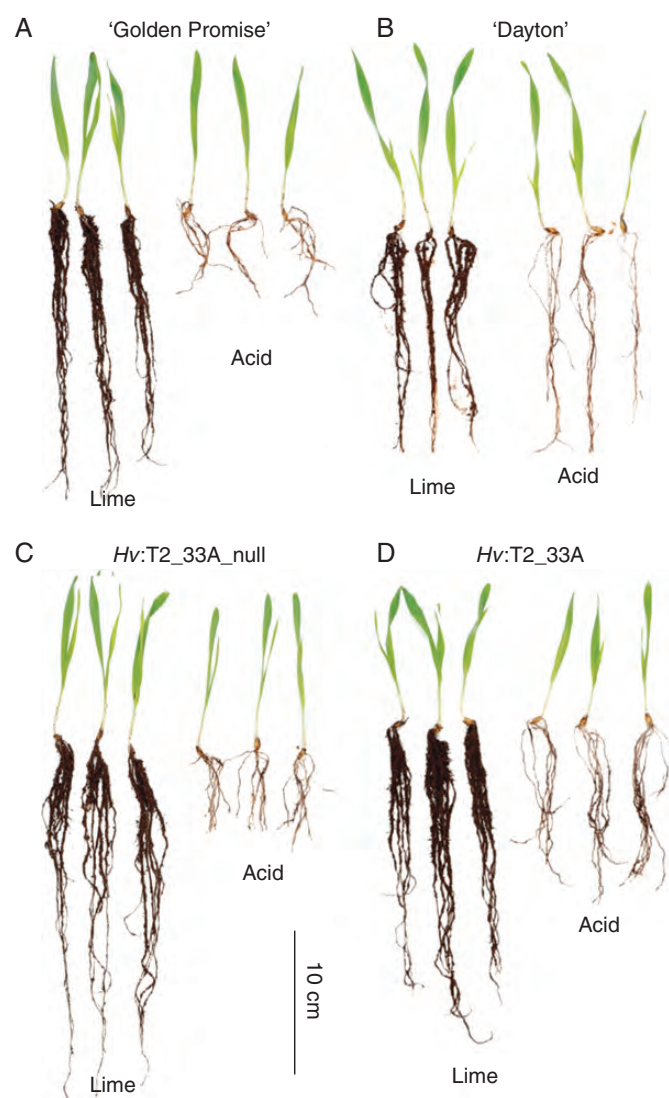 A
'Golden Promise'
B
'Dayton'
Acid
Lime
Lime
Acid
C
Hv:T2_33A_null
D
Hv:T2_33A
Acid
Acid
10 cm
Lime
Lime